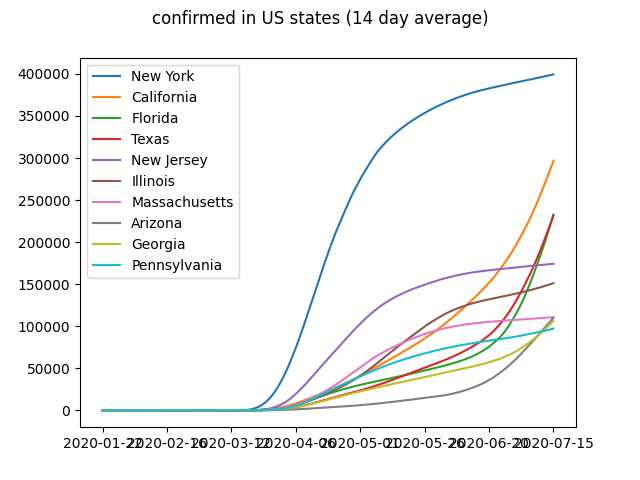 confirmed in US states (14 day average)
400000
350000
300000
250000
200000
150000
100000
50000
0
New York
California
Florida
Texas
New Jersey
Illinois
Massachusetts
Arizona
Georgia
Pennsylvania
2020-01-22 2020-02-16 2020-03-12 2020-04-06 2020-05-01 2020-05-26 2020-06-20 2020-07-15